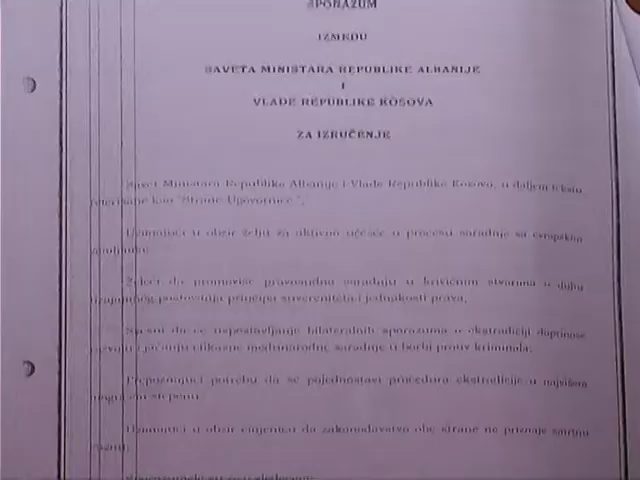 SPORAZUM
IZMEĐU
SAVETA MINISTARA REPUBLIKE ALBANIJE
I
VLADE REPUBLIKE KOSOVA
ZA IZRUČENJE
Savet Ministara Republike Albanije i Vlade Republike Kosovo, u daljem tekstu
kao "Strane Ugovornice",
Uzimajući u obzir želju za aktivno učešće u procesu saradnje sa evropskim
Želeći da promovišu pravosudnu saradnju u krivičnim stvarima u duhu
uzajamnog poštovanja principa suvereniteta i jednakosti prava,
Svesni da će uspostavljanje bilateralnih sporazuma o ekstradiciji doprinose
efikasne međunarodne saradnje u borbi protiv kriminala;
Prepoznajući potrebu da se pojednostavi procedura ekstradicije u najvišem
stepenu
Uzimajući u obzir činjenicu da zakonodavstvo obe strane ne priznaje smrtnu
kaznu;